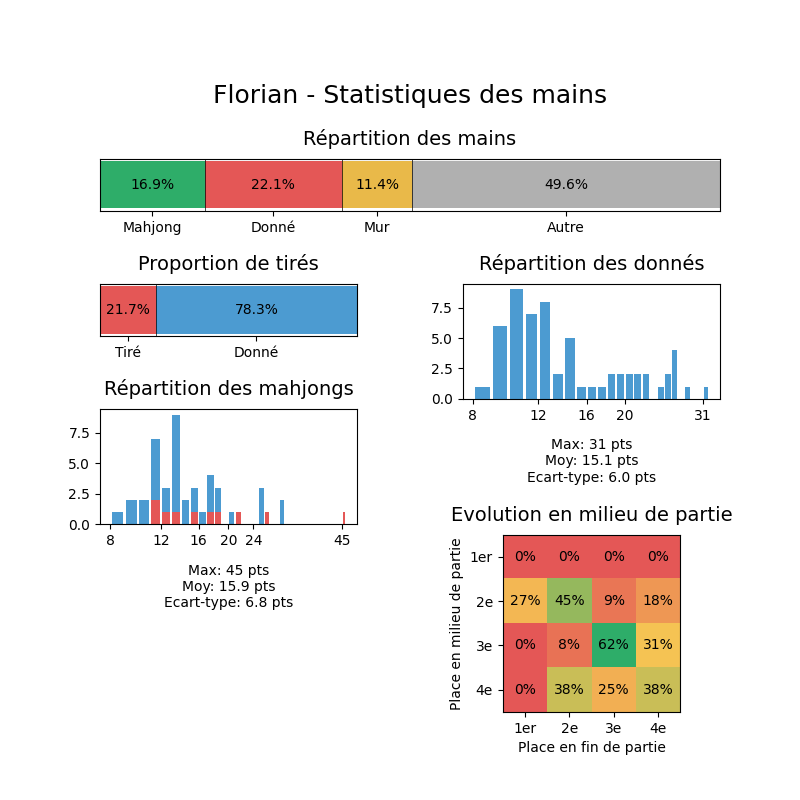 Florian - Statistiques des mains
Répartition des mains
16.9% 22.1% 11.4% 49.6%
Mahjong Donné Mur Autre
Proportion de tirés
21.7% 78.3%
Tiré Donné
Répartition des donnés
7.5
5.0
2.5
0.0
8 12 16 20 31
Max: 31 pts
Moy: 15.1 pts
Ecart-type: 6.0 pts
Répartition des mahjongs
7.5
5.0
2.5
0.0
8 12 16 20 24 45
Max: 45 pts
Moy: 15.9 pts
Ecart-type: 6.8 pts
Evolution en milieu de partie
Place en milieu de partie
1er 0% 0% 0% 0%
2e 27% 45% 9% 18%
3e 0% 8% 62% 31%
4e 0% 38% 25% 38%
1er 2e 3e 4e
Place en fin de partie